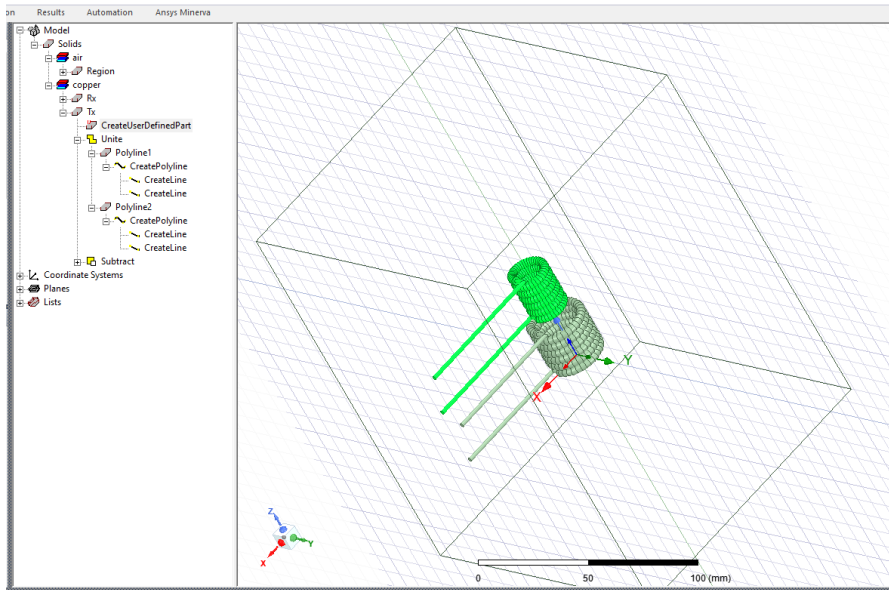 on Results Automation Ansys Minerva
Model
Solids
air
Region
copper
Rx
Tx
CreateUserDefinedPart
Unite
Polyline1
CreatePolyline
CreateLine
CreateLine
Polyline2
CreatePolyline
CreateLine
CreateLine
Subtract
Coordinate Systems
Planes
Lists
Y
X
Z
Y
X
0 50 100 (mm)